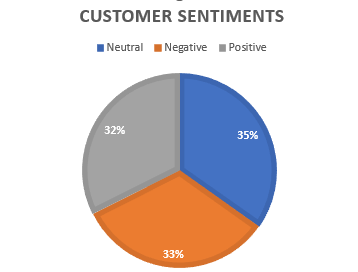 CUSTOMER SENTIMENTS
Neutral Negative Positive
32%
35%
33%